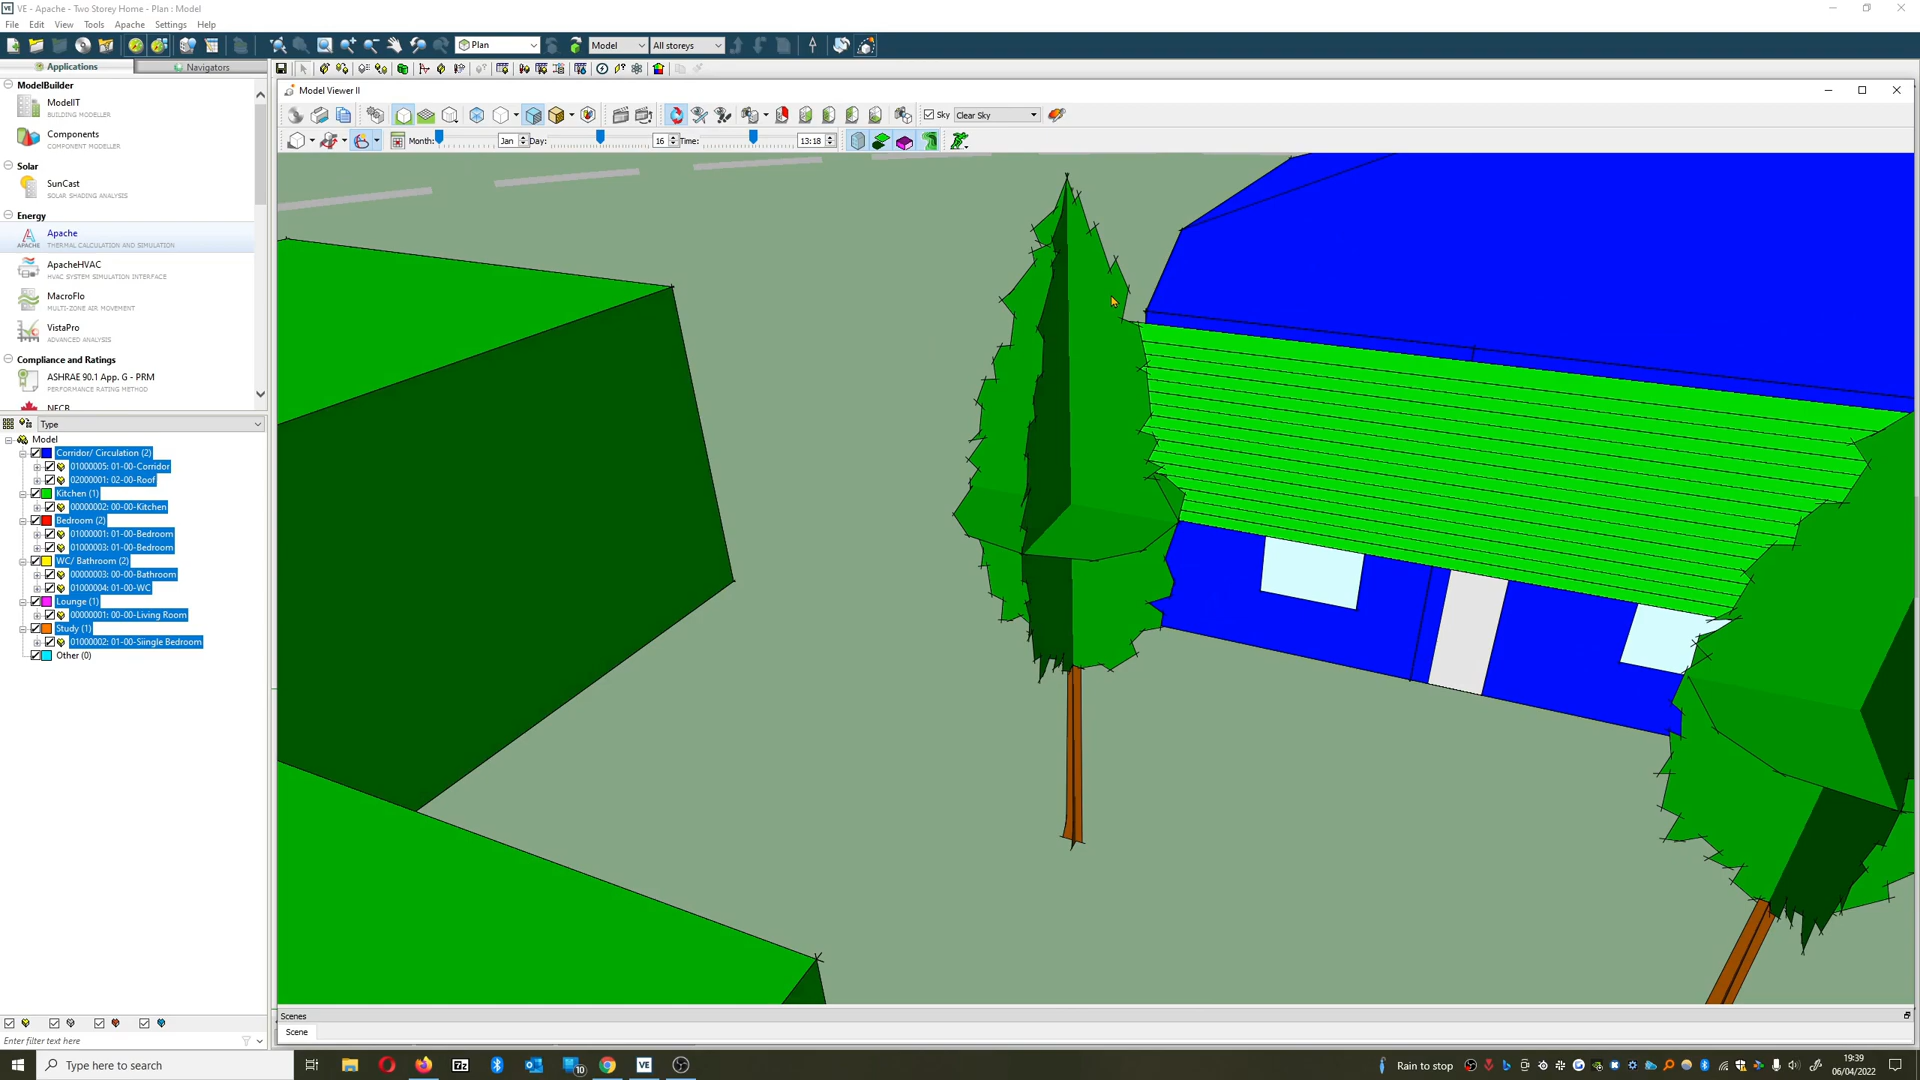 VE - Apache - Two Storey Home - Plan : Model
File Edit View Tools Apache Settings Help
Plan Model All storeys
Applications Navigators
Model Viewer II
ModelBuilder
ModelIT
BUILDING MODELLER
Components
COMPONENT MODELLER
Solar
SunCast
SOLAR SHADING ANALYSIS
Energy
Apache
THERMAL CALCULATION AND SIMULATION
ApacheHVAC
HVAC SYSTEM SIMULATION INTERFACE
MacroFlo
MULTI-ZONE AIR MOVEMENT
VistaPro
ADVANCED ANALYSIS
Compliance and Ratings
ASHRAE 90.1 App. G - PRM
PERFORMANCE RATING METHOD
NECB
Sky Clear Sky
Month: Jan Day: 16 Time: 13:18
Type
Model
Corridor/ Circulation (2)
01000005: 01-00-Corridor
02000001: 02-00-Roof
Kitchen (1)
00000002: 00-00-Kitchen
Bedroom (2)
01000001: 01-00-Bedroom
01000003: 01-00-Bedroom
WC/ Bathroom (2)
00000003: 00-00-Bathroom
01000004: 01-00-WC
Lounge (1)
00000001: 00-00-Living Room
Study (1)
01000002: 01-00-Siingle Bedroom
Other (0)
Enter filter text here
Scenes
Scene
Type here to search
7z
10
VE
Rain to stop
19:39
06/04/2022